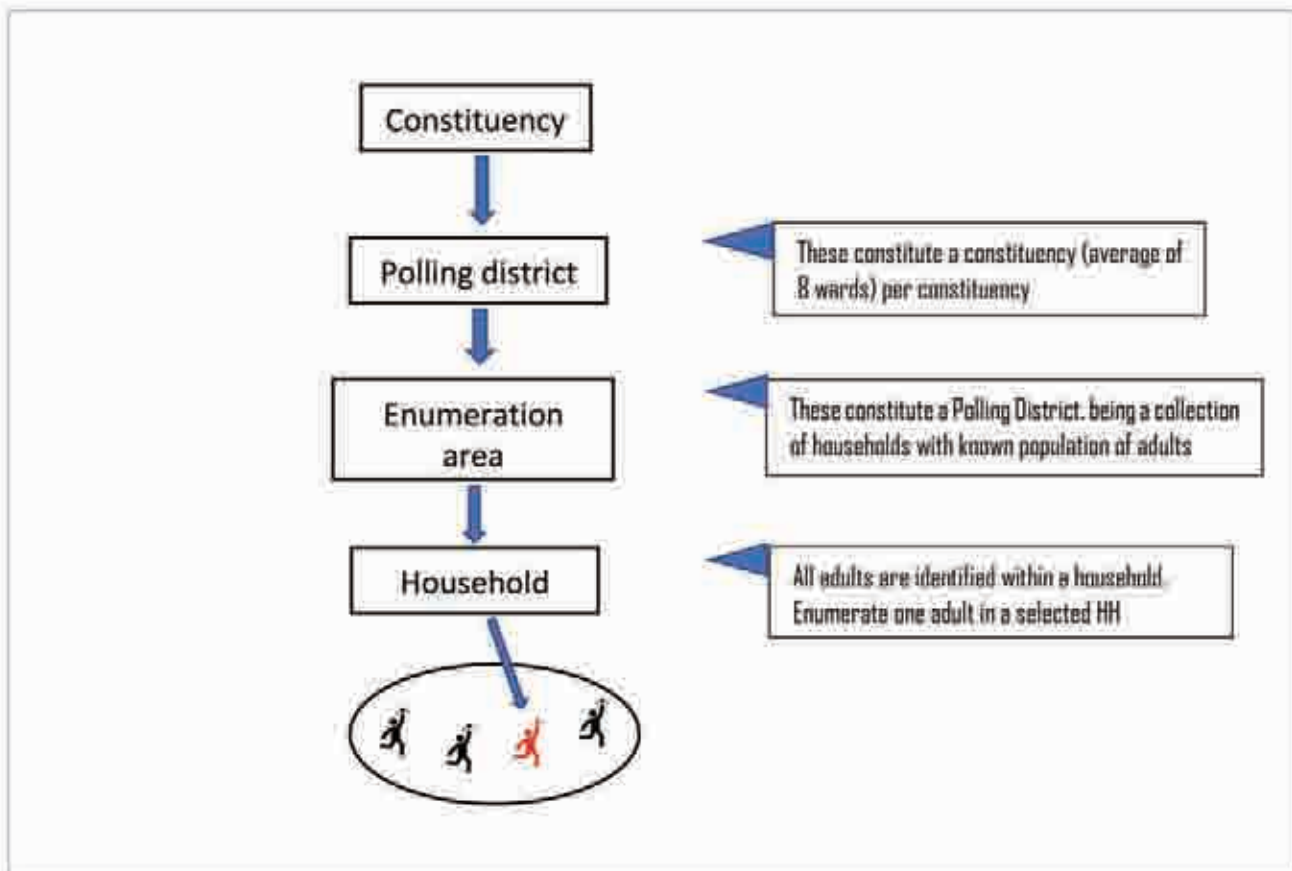 Constituency
Polling district
These constitute a constituency (average of
8 wards) per constituency
Enumeration
area
These constitute a Polling District. being a collection
of households with known population of adults
Household
All adults are identified within a household.
Enumerate one adult in a selected HH